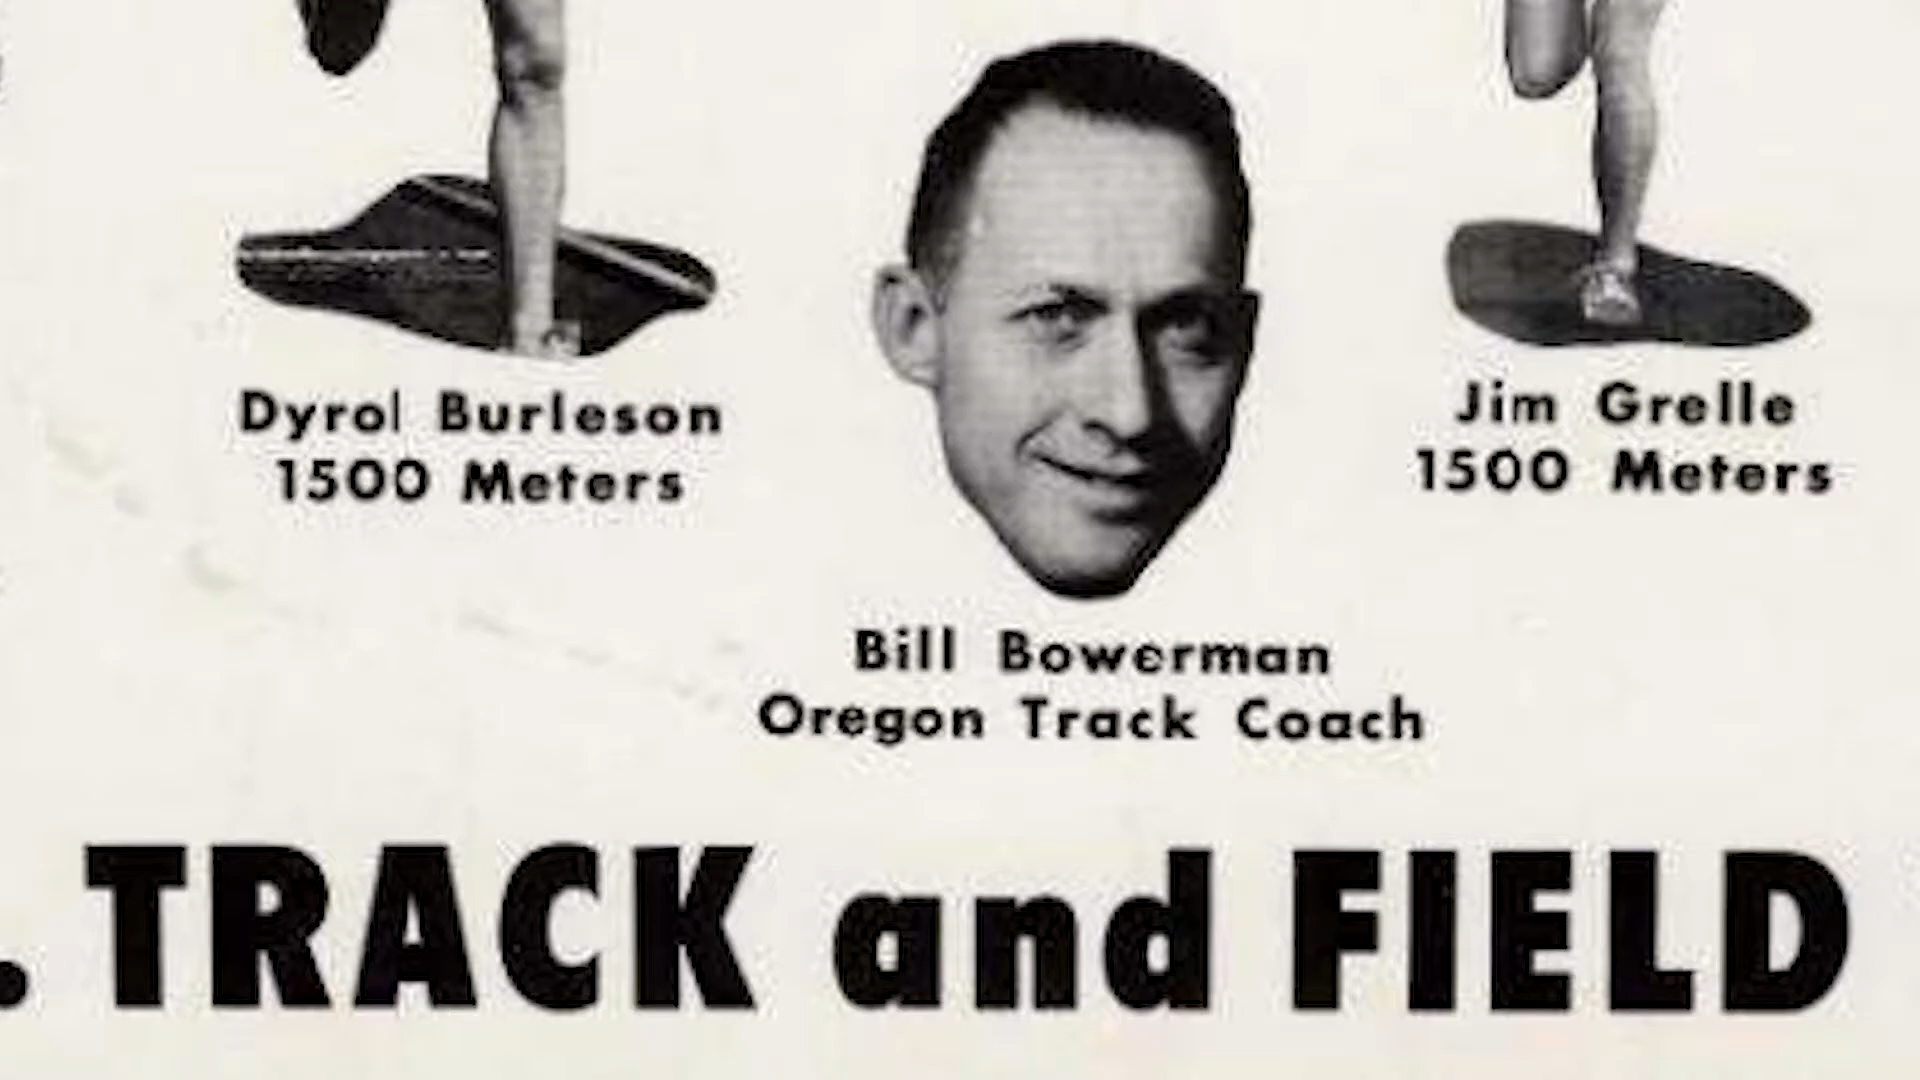 Dyrol Burleson
1500 Meters
Jim Grelle
1500 Meters
Bill Bowerman
Oregon Track Coach
. TRACK and FIELD